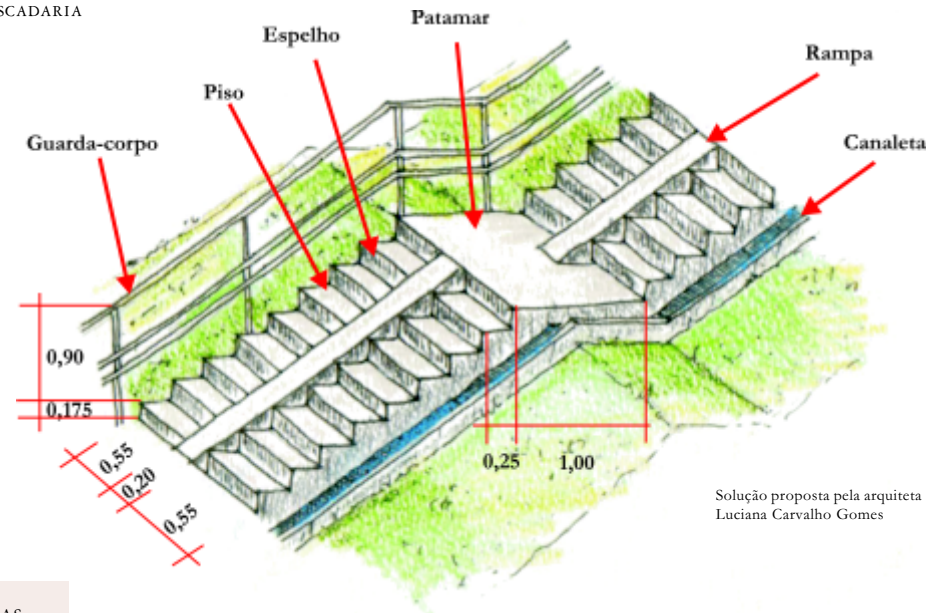 SCADARIA
Patamar
Espelho
Rampa
Piso
Guarda-corpo
Canaleta
0,90
0,175
0,55
0,20
0,55
0,25
1,00
Solução proposta pela arquiteta
Luciana Carvalho Gomes
AS